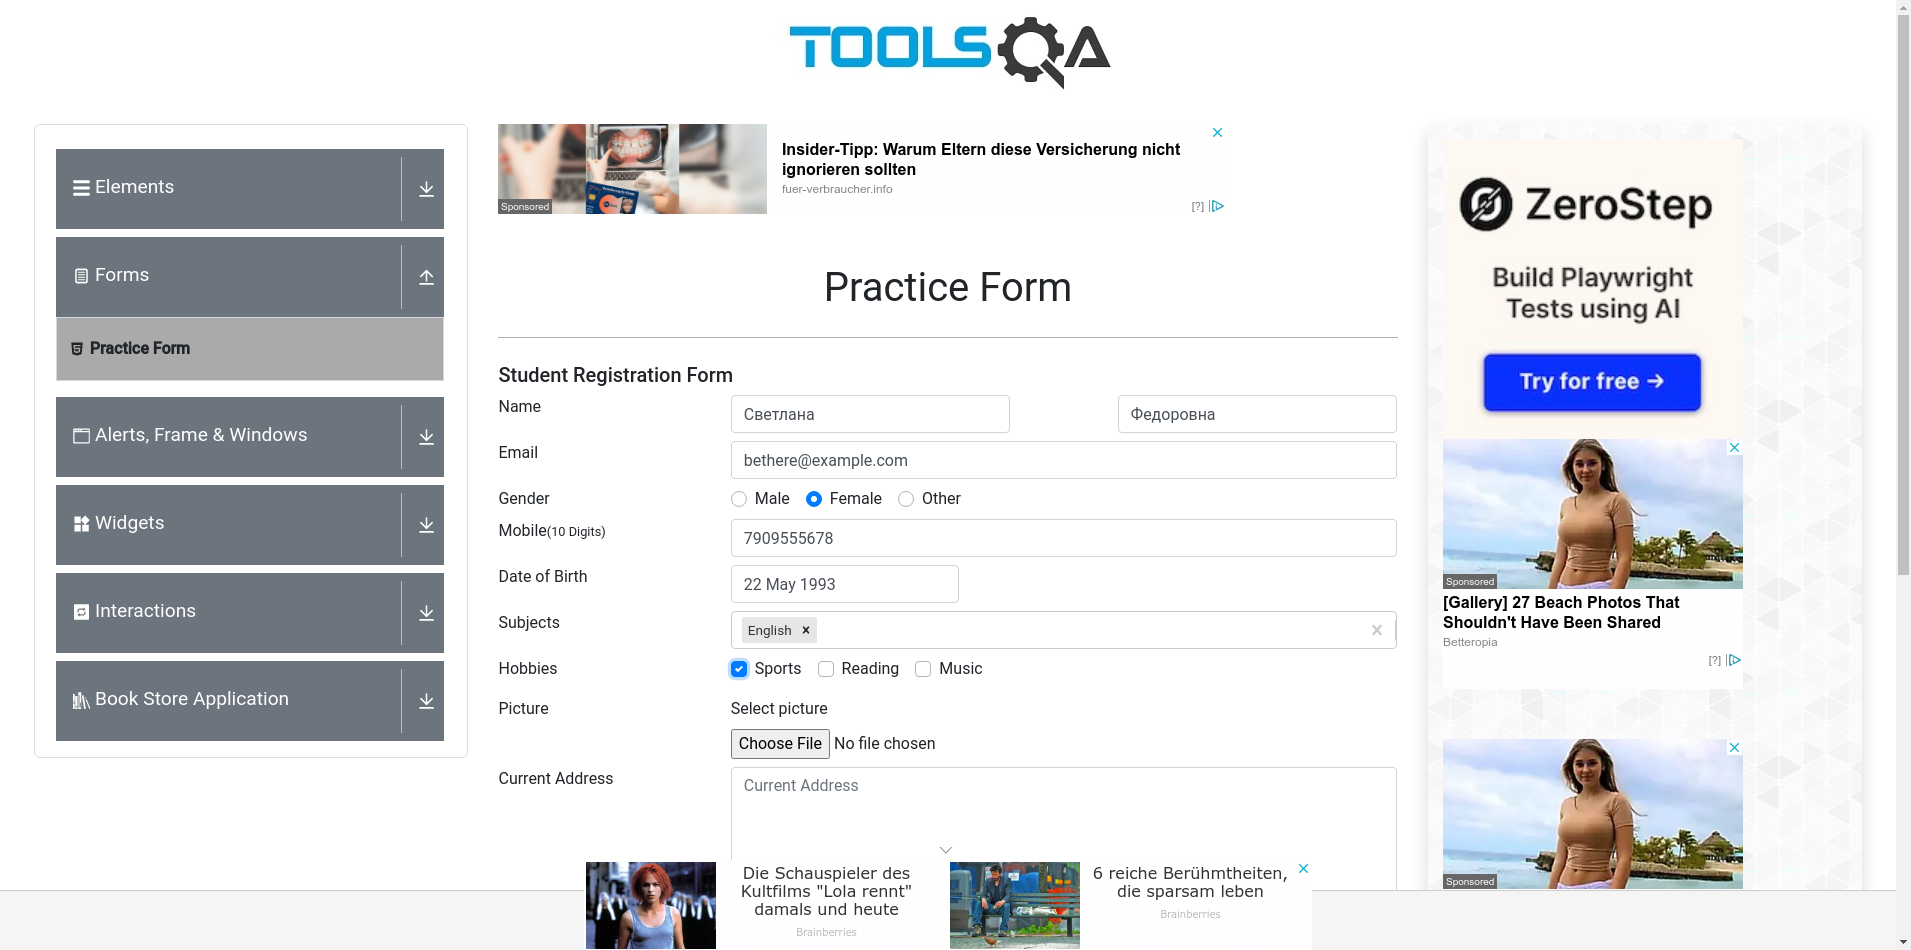 TOOLSQA
Elements
Forms
Practice Form
Alerts, Frame & Windows
Widgets
Interactions
Book Store Application
Sponsored
Insider-Tipp: Warum Eltern diese Versicherung nicht
ignorieren sollten
fuer-verbraucher.info
[?]
Practice Form
Student Registration Form
Name
Светлана
Федоровна
Email
bethere@example.com
Gender
Male
Female
Other
Mobile(10 Digits)
7909555678
Date of Birth
22 May 1993
Subjects
English
Hobbies
Sports
Reading
Music
Picture
Select picture
Choose File No file chosen
Current Address
Current Address
ZeroStep
Build Playwright
Tests using AI
Try for free →
Sponsored
[Gallery] 27 Beach Photos That
Shouldn't Have Been Shared
Betteropia
[?]
Sponsored
Die Schauspieler des
Kultfilms "Lola rennt"
damals und heute
Brainberries
6 reiche Berühmtheiten,
die sparsam leben
Brainberries